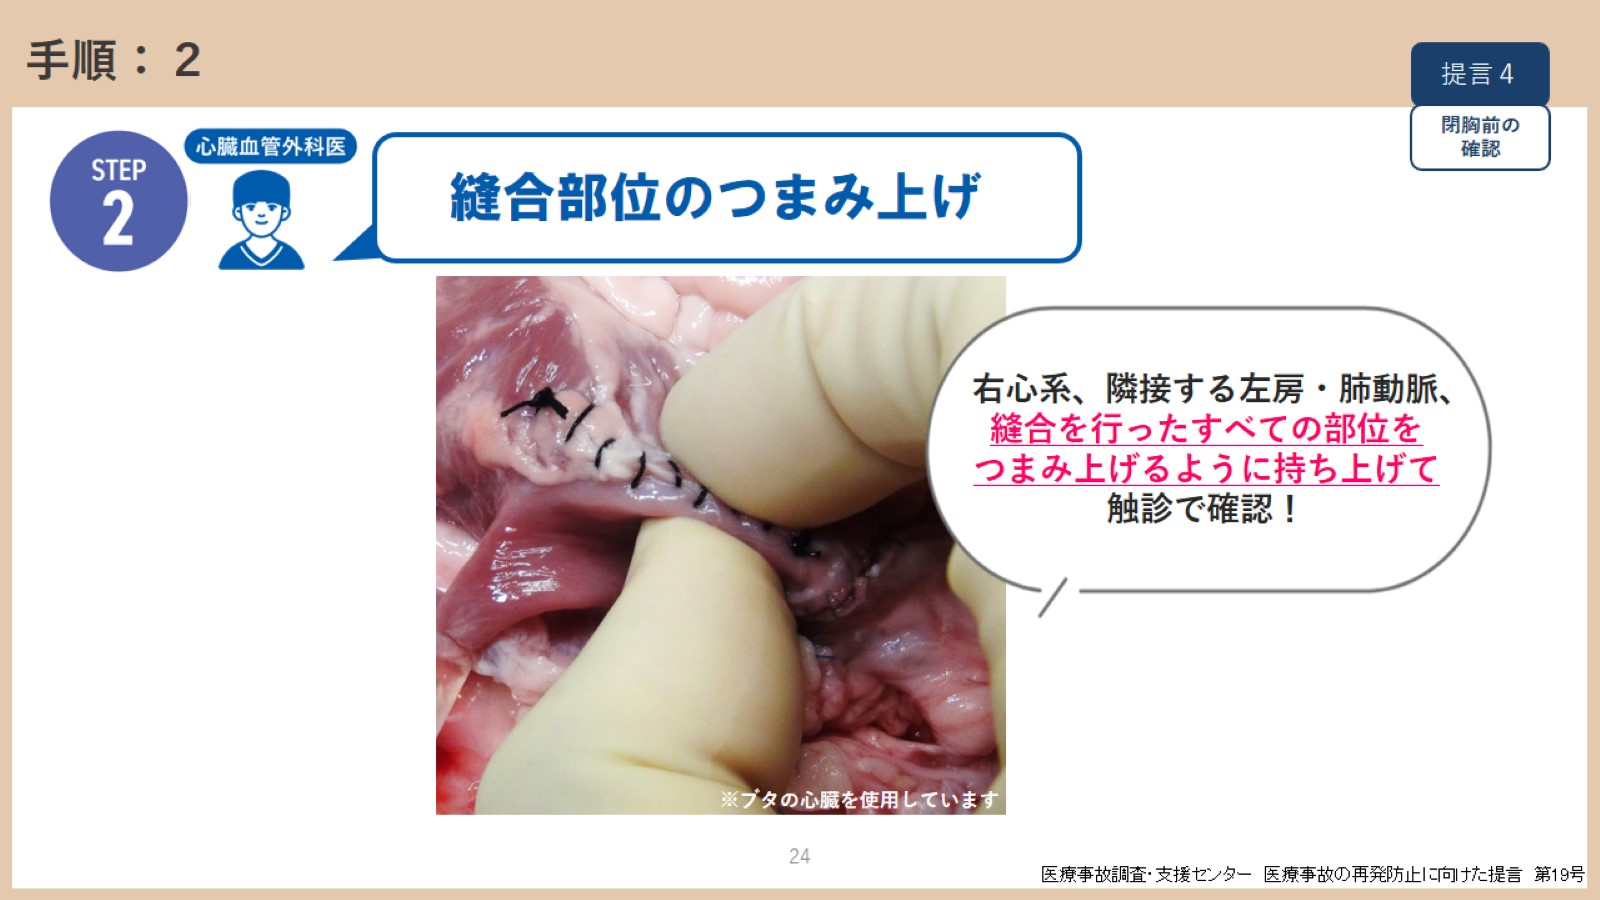 手順：２
提言４
閉胸前の
確認
STEP
2
心臓血管外科医
縫合部位のつまみ上げ
右心系、隣接する左房・肺動脈、
縫合を行ったすべての部位を
つまみ上げるように持ち上げて
触診で確認！
※ブタの心臓を使用しています
24
医療事故調査・支援センター　医療事故の再発防止に向けた提言　第19号